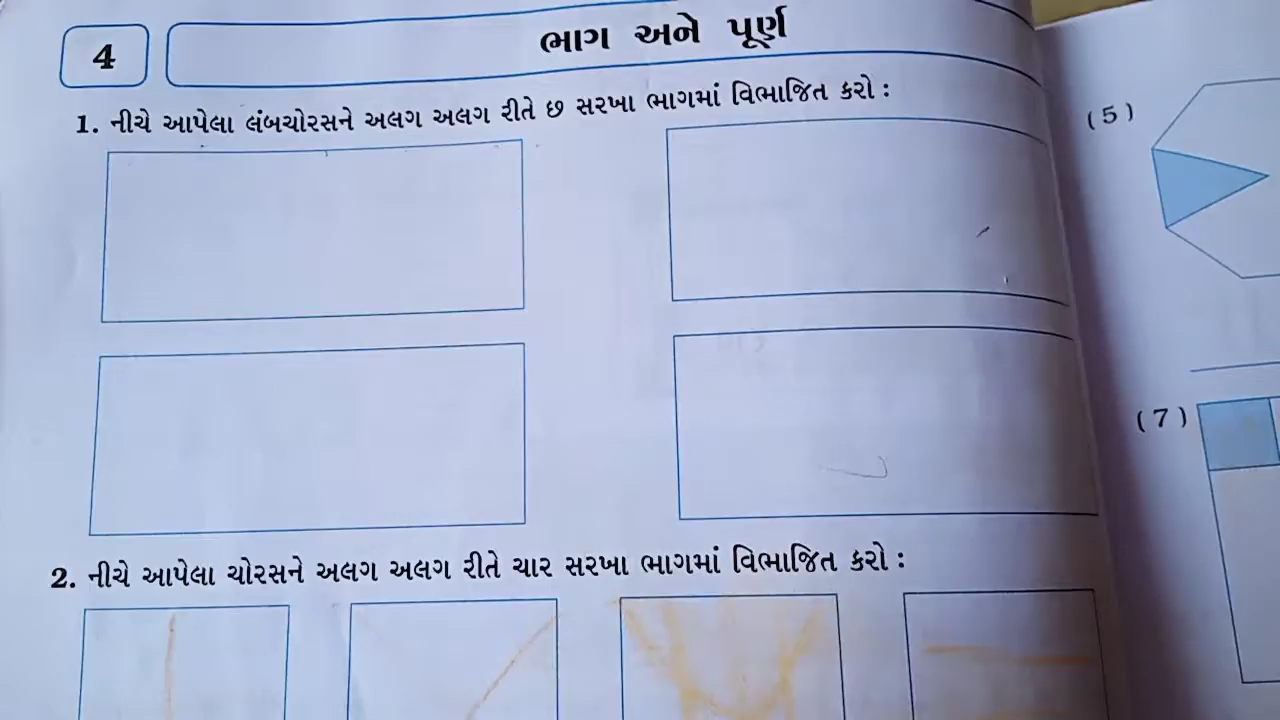 4
ભાગ અને પૂર્ણ
1. નીચે આપેલા લંબચોરસને અલગ અલગ રીતે છ સરખા ભાગમાં વિભાજિત કરો :
2. નીચે આપેલા ચોરસને અલગ અલગ રીતે ચાર સરખા ભાગમાં વિભાજિત કરો :
(5)
(7)